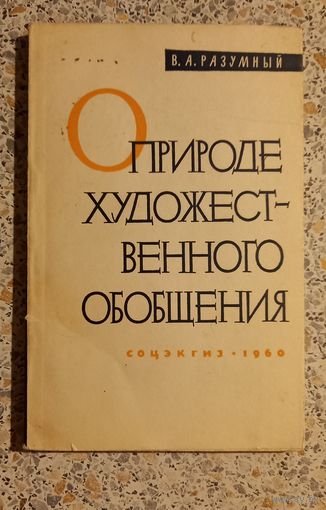 В. А. РАЗУМНЫЙ
О ПРИРОДЕ
ХУДОЖЕСТ-
ВЕННОГО
ОБОБЩЕНИЯ
СОЦЭКГИЗ • 1960